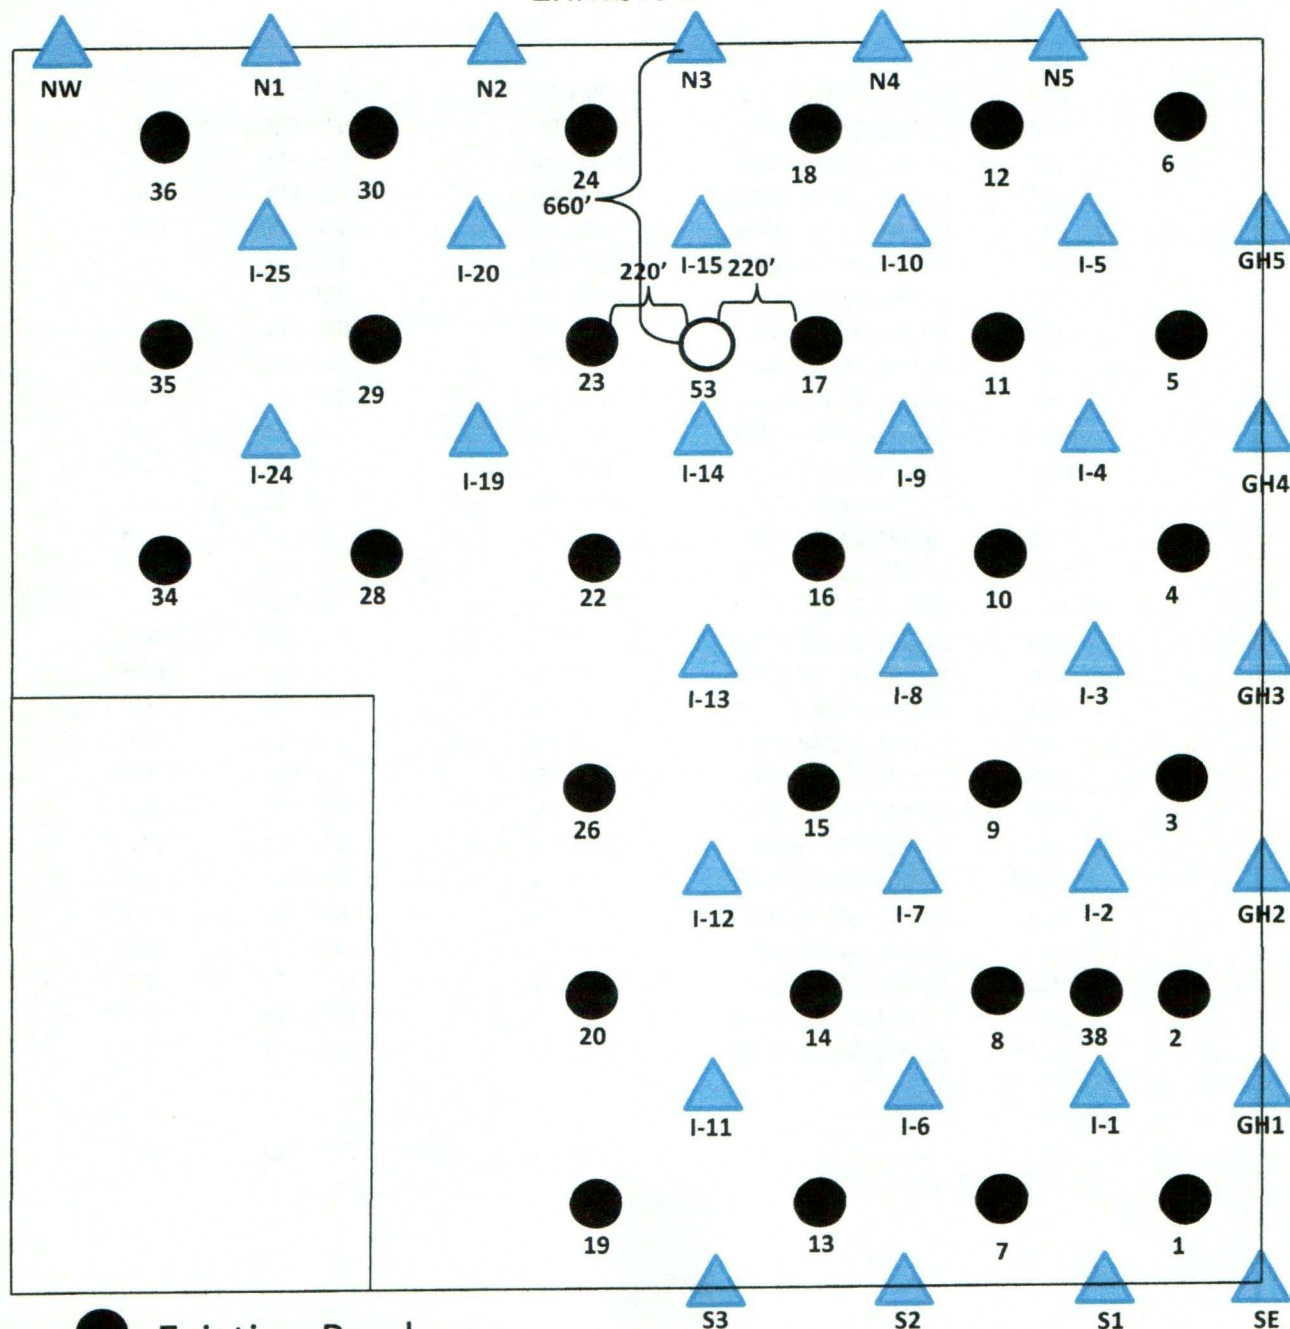 NW N1 N2 N3 N4 N5
36 30 24 18 12 6
660'
I-25 I-20 I-15 I-10 I-5 GH5
220' 220'
35 29 23 53 17 11 5
I-24 I-19 I-14 I-9 I-4 GH4
34 28 22 16 10 4
I-13 I-8 I-3 GH3
26 15 9 3
I-12 I-7 I-2 GH2
20 14 8 38 2
I-11 I-6 I-1 GH1
19 13 7 1
S3 S2 S1 SE